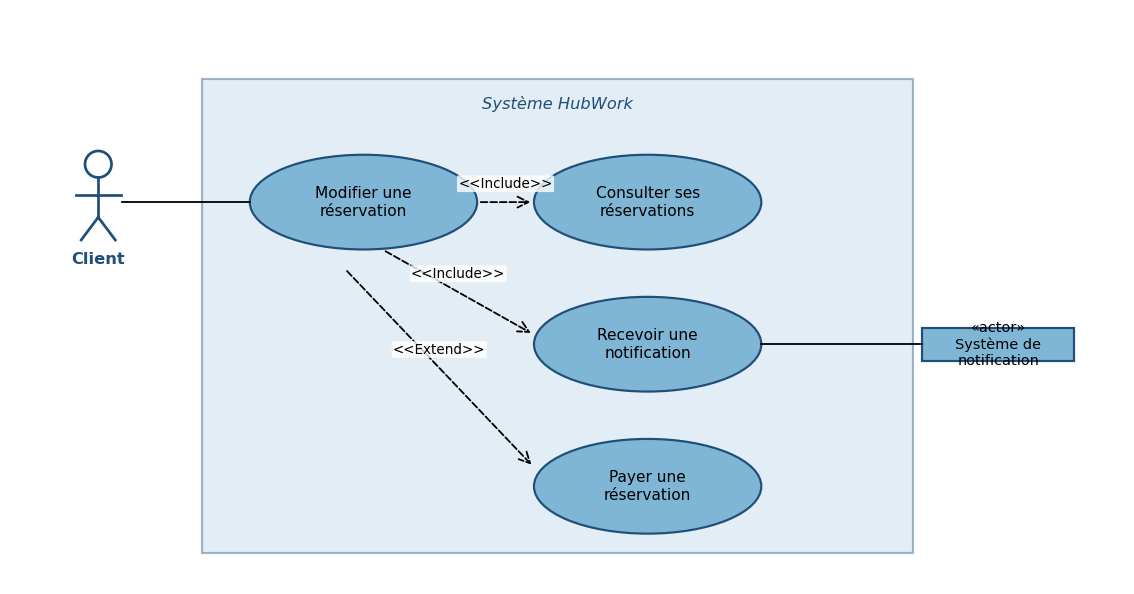 Système HubWork
Modifier une
réservation
<<Include>>
Consulter ses
réservations
Client
<<Include>>
Recevoir une
notification
«actor»
Système de
notification
<<Extend>>
Payer une
réservation